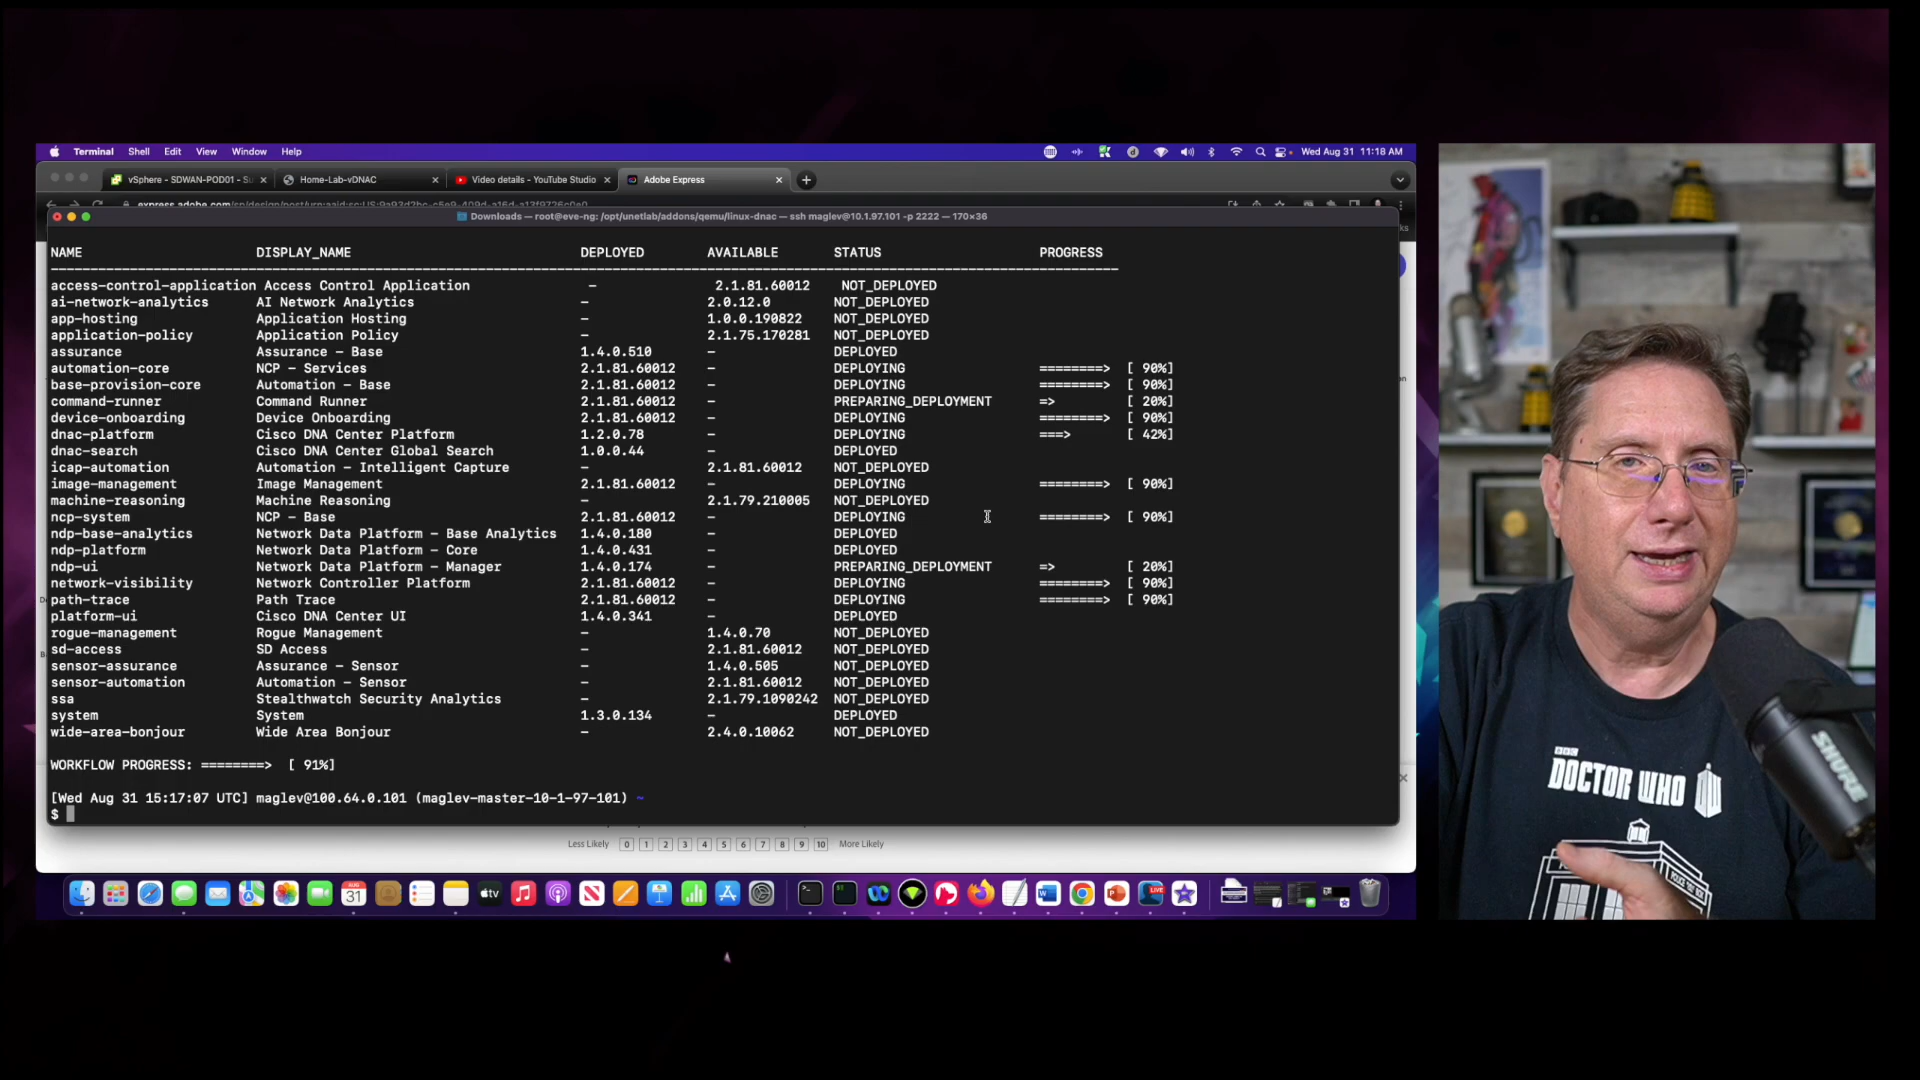 Terminal Shell Edit View Window Help Wed Aug 31 11:18 AM
vSphere - SDWAN-POD01 - Su Home-Lab-vDNAC Video details - YouTube Studio Adobe Express
Downloads — root@eve-ng: /opt/unetlab/addons/qemu/linux-dnac — ssh maglev@10.1.97.101 -p 2222 — 170×36
NAME DISPLAY_NAME DEPLOYED AVAILABLE STATUS PROGRESS
access-control-application Access Control Application - 2.1.81.60012 NOT_DEPLOYED
ai-network-analytics AI Network Analytics - 2.0.12.0 NOT_DEPLOYED
app-hosting Application Hosting - 1.0.0.190822 NOT_DEPLOYED
application-policy Application Policy - 2.1.75.170281 NOT_DEPLOYED
assurance Assurance - Base 1.4.0.510 - DEPLOYED
automation-core NCP - Services 2.1.81.60012 - DEPLOYING ========> [ 90%]
base-provision-core Automation - Base 2.1.81.60012 - DEPLOYING ========> [ 90%]
command-runner Command Runner 2.1.81.60012 - PREPARING_DEPLOYMENT => [ 20%]
device-onboarding Device Onboarding 2.1.81.60012 - DEPLOYING ========> [ 90%]
dnac-platform Cisco DNA Center Platform 1.2.0.78 - DEPLOYING ===> [ 42%]
dnac-search Cisco DNA Center Global Search 1.0.0.44 - DEPLOYED
icap-automation Automation - Intelligent Capture - 2.1.81.60012 NOT_DEPLOYED
image-management Image Management 2.1.81.60012 - DEPLOYING ========> [ 90%]
machine-reasoning Machine Reasoning - 2.1.79.210005 NOT_DEPLOYED
ncp-system NCP - Base 2.1.81.60012 - DEPLOYING ========> [ 90%]
ndp-base-analytics Network Data Platform - Base Analytics 1.4.0.180 - DEPLOYED
ndp-platform Network Data Platform - Core 1.4.0.431 - DEPLOYED
ndp-ui Network Data Platform - Manager 1.4.0.174 - PREPARING_DEPLOYMENT => [ 20%]
network-visibility Network Controller Platform 2.1.81.60012 - DEPLOYING ========> [ 90%]
path-trace Path Trace 2.1.81.60012 - DEPLOYING ========> [ 90%]
platform-ui Cisco DNA Center UI 1.4.0.341 - DEPLOYED
rogue-management Rogue Management - 1.4.0.70 NOT_DEPLOYED
sd-access SD Access - 2.1.81.60012 NOT_DEPLOYED
sensor-assurance Assurance - Sensor - 1.4.0.505 NOT_DEPLOYED
sensor-automation Automation - Sensor - 2.1.81.60012 NOT_DEPLOYED
ssa Stealthwatch Security Analytics - 2.1.79.1090242 NOT_DEPLOYED
system System 1.3.0.134 - DEPLOYED
wide-area-bonjour Wide Area Bonjour - 2.4.0.10062 NOT_DEPLOYED
WORKFLOW PROGRESS: ========> [ 91%]
[Wed Aug 31 15:17:07 UTC] maglev@100.64.0.101 (maglev-master-10-1-97-101) ~
$
Less Likely 0 1 2 3 4 5 6 7 8 9 10 More Likely
AUG
31
tv
LIVE
BBC
DOCTOR WHO
SHURE